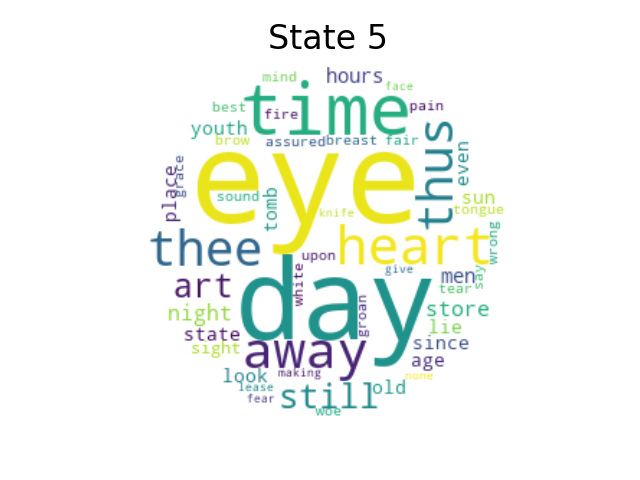 State 5
mind hours face
time
best fire pain
youth
brow assured breast fair
thus even
eye
place grace
sound tomb knife
sun tongue
thee heart wrong
upon
art white give men say
tear
day
night groan store
state lie
sight away since
age
look making none
lease still old
fear
woe